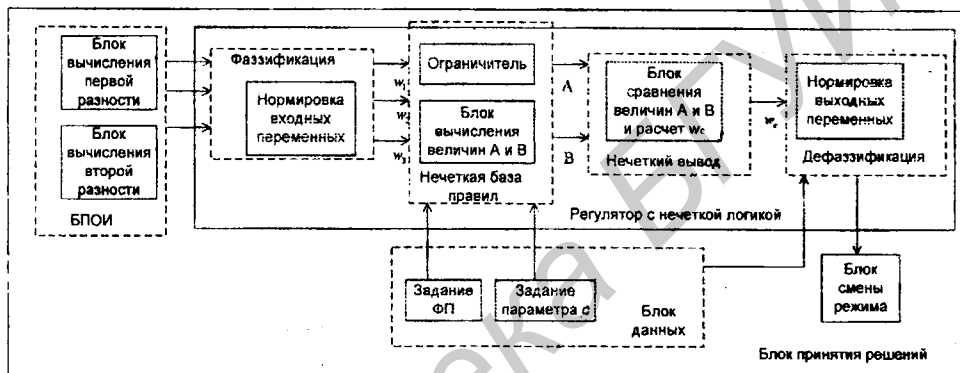 Блок
вычисления
первой
разности
Блок
вычисления
второй
разности
БПОИ
Фаззификация
Нормировка
входных
переменных
w₁
w₂
w₃
Ограничитель
Блок
вычисления
величин А и В
Нечеткая база
правил
A
B
Блок
сравнения
величин А и В
и расчет wc
Нечеткий вывод
wc
Нормировка
выходных
переменных
Дефаззификация
Регулятор с нечеткой логикой
Задание
ФП
Задание
параметра с
Блок
данных
Блок
смены
режима
Блок принятия решений
ека БГУИ